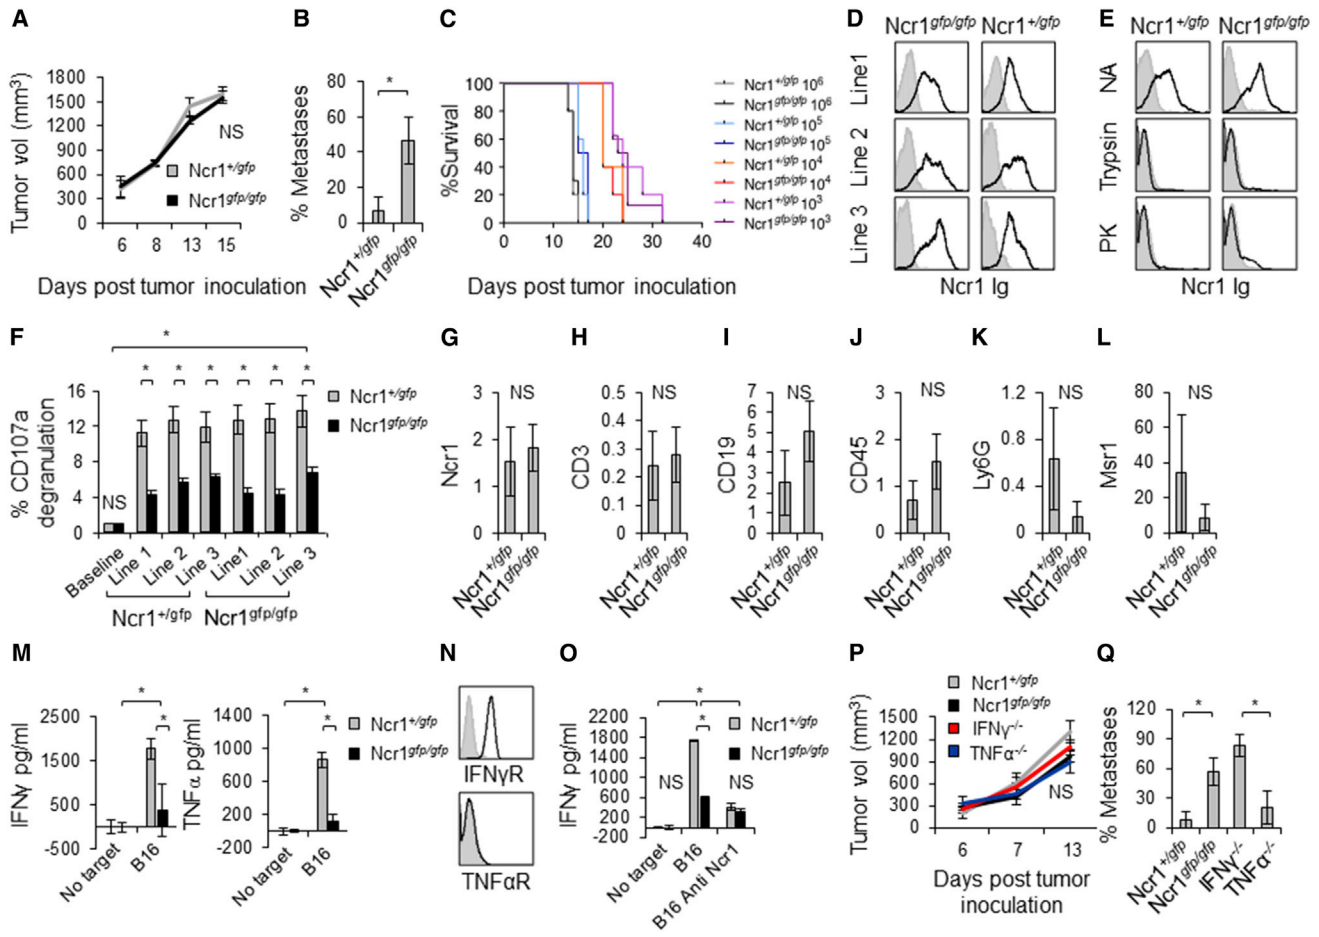 A
Tumor vol (mm³)
1800
1500
1200
900
600
300
0
6 8 13 15
NS
Ncr1+/gfp
Ncr1gfp/gfp
Days post tumor inoculation
B
% Metastases
80
60
40
20
0
*
Ncr1+/gfp
Ncr1gfp/gfp
C
%Survival
100
80
60
40
20
0
0 10 20 30 40
Days post tumor inoculation
Ncr1+/gfp 10⁶
Ncr1gfp/gfp 10⁶
Ncr1+/gfp 10⁵
Ncr1gfp/gfp 10⁵
Ncr1+/gfp 10⁴
Ncr1gfp/gfp 10⁴
Ncr1+/gfp 10³
Ncr1gfp/gfp 10³
D
Ncr1gfp/gfp Ncr1+/gfp
Line1
Line 2
Line 3
Ncr1 Ig
E
Ncr1+/gfp Ncr1gfp/gfp
NA
Trypsin
PK
Ncr1 Ig
F
% CD107a
degranulation
16
12
8
4
0
*
* * * * * *
NS
Ncr1+/gfp
Ncr1gfp/gfp
Baseline
Line 1
Line 2
Line 3
Line1
Line 2
Line 3
Ncr1+/gfp Ncr1gfp/gfp
G
Ncr1
3
2
1
0
NS
Ncr1+/gfp
Ncr1gfp/gfp
H
CD3
0.5
0.4
0.3
0.2
0.1
0
NS
Ncr1+/gfp
Ncr1gfp/gfp
I
CD19
7
6
5
4
3
2
1
0
NS
Ncr1+/gfp
Ncr1gfp/gfp
J
CD45
2
1
0
NS
Ncr1+/gfp
Ncr1gfp/gfp
K
Ly6G
1.2
0.8
0.4
0
NS
Ncr1+/gfp
Ncr1gfp/gfp
L
Msr1
80
60
40
20
0
NS
Ncr1+/gfp
Ncr1gfp/gfp
M
IFNγ pg/ml
2500
1500
500
-500
*
*
No target
B16
TNFα pg/ml
1400
1000
600
200
-200
*
*
No target
B16
Ncr1+/gfp
Ncr1gfp/gfp
N
IFNγR
TNFαR
O
IFNγ pg/ml
2200
1800
1400
1000
600
200
-200
* *
*
NS
NS
Ncr1+/gfp
Ncr1gfp/gfp
No target
B16
B16 Anti Ncr1
P
Ncr1+/gfp
Ncr1gfp/gfp
IFNγ-/-
TNFα-/-
Tumor vol (mm³)
1500
1200
900
600
300
0
NS
6 7 13
Days post tumor
inoculation
Q
% Metastases
120
90
60
30
0
* *
Ncr1+/gfp
Ncr1gfp/gfp
IFNγ-/-
TNFα-/-